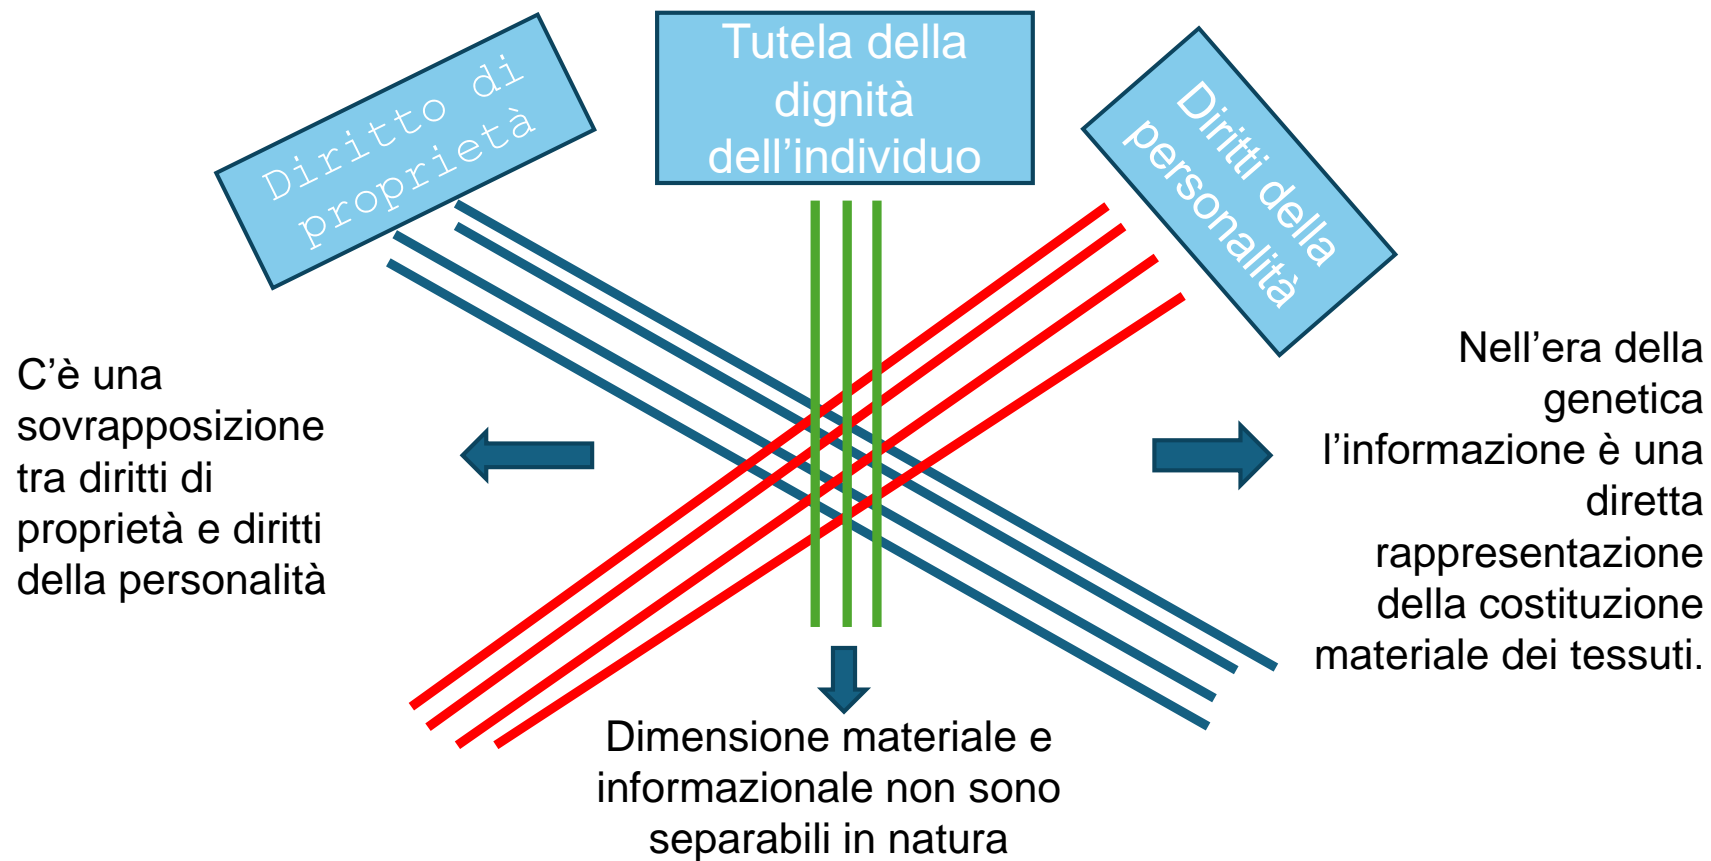 Diritto di
proprietà
Tutela della
dignità
dell’individuo
Diritti della
personalità
C’è una
sovrapposizione
tra diritti di
proprietà e diritti
della personalità
Nell’era della
genetica
l’informazione è una
diretta
rappresentazione
della costituzione
materiale dei tessuti.
Dimensione materiale e
informazionale non sono
separabili in natura